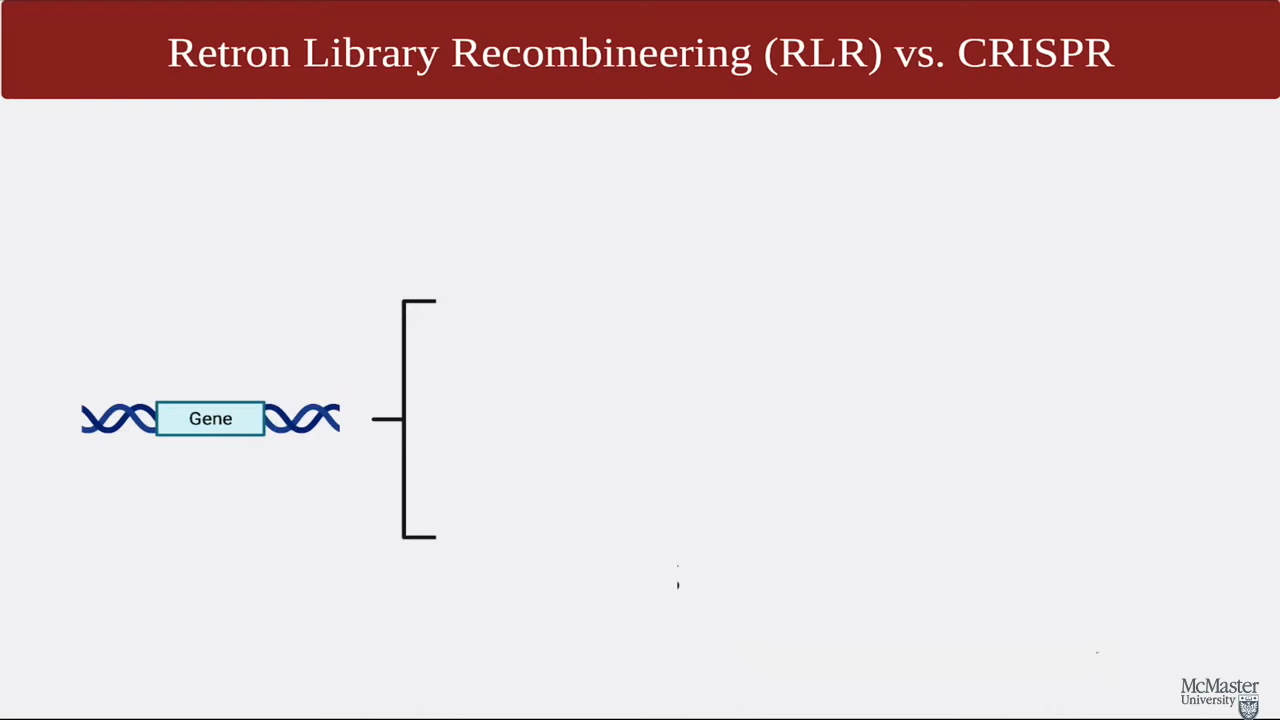 Retron Library Recombineering (RLR) vs. CRISPR
Gene
McMaster
University